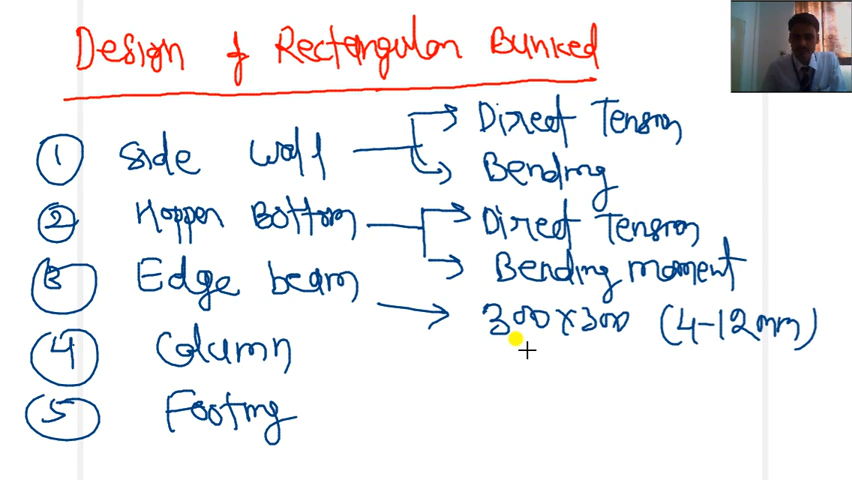 Design of Rectangular Bunked
1 Side Wall Direct Tension
Bending
2 Hopper Bottom Direct Tension
Bending moment
3 Edge beam 300x300 (4-12mm)
4 Column
5 Footing